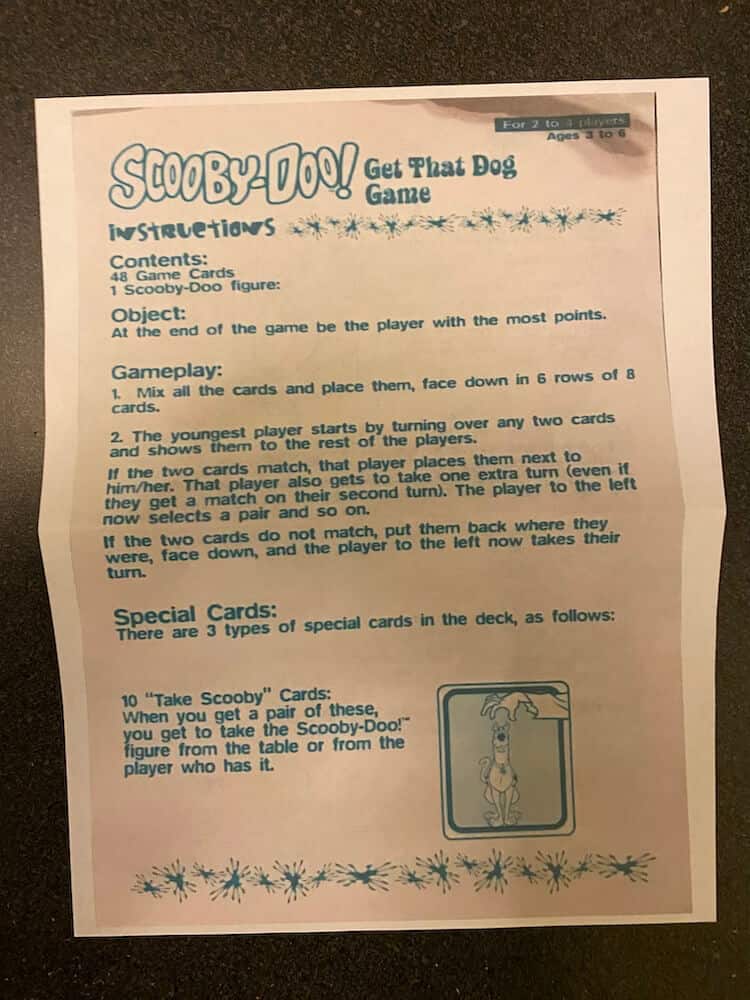 For 2 to 4 players
Ages 3 to 6
SCOOBY-DOO! Get That Dog
Game
INSTRUCTIONS
Contents:
48 Game Cards
1 Scooby-Doo figure:
Object:
At the end of the game be the player with the most points.
Gameplay:
1. Mix all the cards and place them, face down in 6 rows of 8
cards.
2. The youngest player starts by turning over any two cards
and shows them to the rest of the players.
If the two cards match, that player places them next to
him/her. That player also gets to take one extra turn (even if
they get a match on their second turn). The player to the left
now selects a pair and so on.
If the two cards do not match, put them back where they
were, face down, and the player to the left now takes their
turn.
Special Cards:
There are 3 types of special cards in the deck, as follows:
10 "Take Scooby" Cards:
When you get a pair of these,
you get to take the Scooby-Doo!™
figure from the table or from the
player who has it.